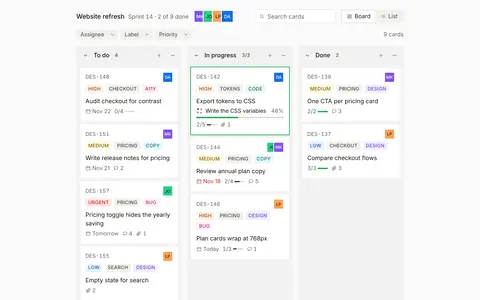 Website refresh Sprint 14 · 2 of 9 done MK JO LP DA Search cards Board List
Assignee Label Priority 9 cards
To do 4
DES-148 DA
HIGH CHECKOUT A11Y
Audit checkout for contrast
Nov 22 0/4
DES-151 MK
MEDIUM PRICING COPY
Write release notes for pricing
Nov 21 2
DES-157 JO
URGENT PRICING BUG
Pricing toggle hides the yearly
saving
Tomorrow 4 1
DES-155 LP
LOW SEARCH DESIGN
Empty state for search
2
In progress 3/3
DES-142 DA
HIGH TOKENS CODE
Export tokens to CSS
Write the CSS variables 48%
2/5 1
DES-144 JO MK
MEDIUM PRICING COPY
Review annual plan copy
Nov 18 2/4 5
DES-146 LP
HIGH PRICING DESIGN
BUG
Plan cards wrap at 768px
Today 1/3 1
Done 2
DES-139 MK
MEDIUM PRICING DESIGN
One CTA per pricing card
2/2 3
DES-137 LP
LOW CHECKOUT DESIGN
Compare checkout flows
3/3 3